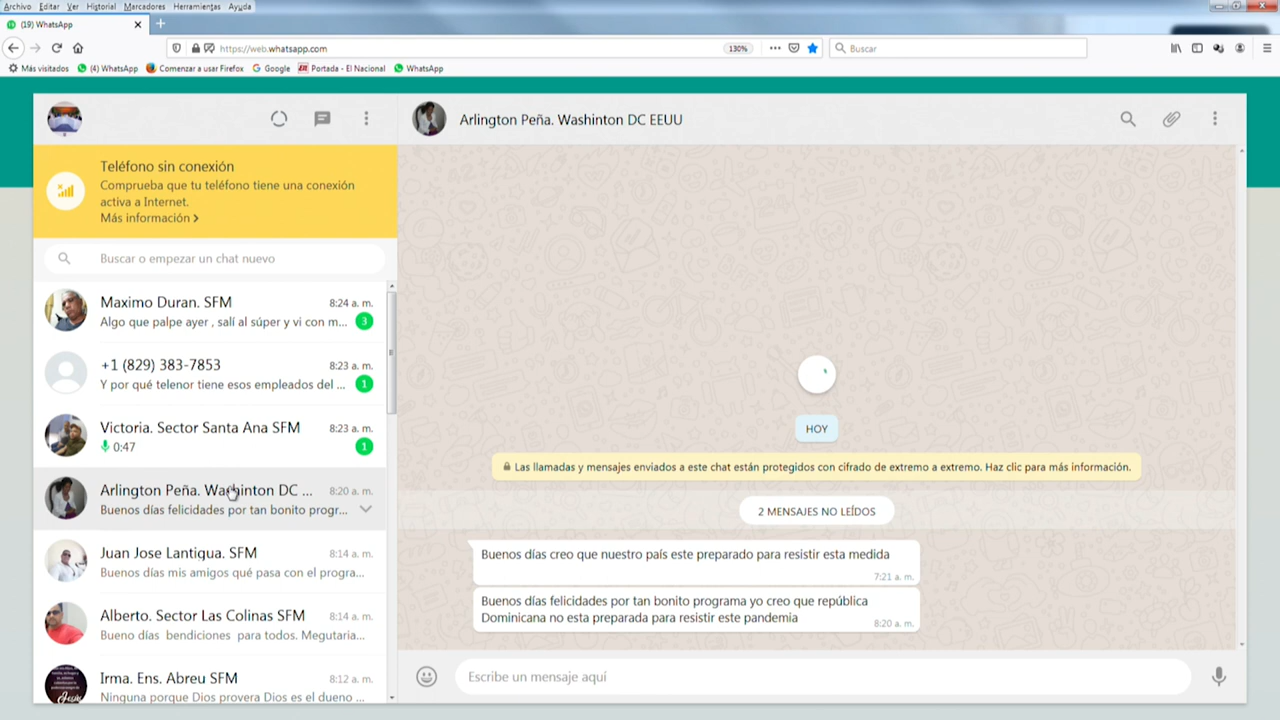 Archivo Editar Ver Historial Marcadores Herramientas Ayuda
(19) WhatsApp
https://web.whatsapp.com
130%
Buscar
Más visitados
(4) WhatsApp
Comenzar a usar Firefox
Google
Portada - El Nacional
WhatsApp
Teléfono sin conexión
Comprueba que tu teléfono tiene una conexión
activa a Internet.
Más información
Buscar o empezar un chat nuevo
Maximo Duran. SFM
8:24 a. m.
Algo que palpe ayer , salí al súper y vi con m...
3
+1 (829) 383-7853
8:23 a. m.
Y por qué telenor tiene esos empleados del ...
1
Victoria. Sector Santa Ana SFM
8:23 a. m.
0:47
1
Arlington Peña. Washinton DC ...
8:20 a. m.
Buenos días felicidades por tan bonito progr...
Juan Jose Lantigua. SFM
8:14 a. m.
Buenos días mis amigos qué pasa con el progra...
Alberto. Sector Las Colinas SFM
8:14 a. m.
Bueno días bendiciones para todos. Megutaria...
Irma. Ens. Abreu SFM
8:12 a. m.
Ninguna porque Dios provera Dios es el dueno ...
Arlington Peña. Washinton DC EEUU
HOY
Las llamadas y mensajes enviados a este chat están protegidos con cifrado de extremo a extremo. Haz clic para más información.
2 MENSAJES NO LEÍDOS
Buenos días creo que nuestro país este preparado para resistir esta medida
7:21 a. m.
Buenos días felicidades por tan bonito programa yo creo que república
Dominicana no esta preparada para resistir este pandemia
8:20 a. m.
Escribe un mensaje aquí